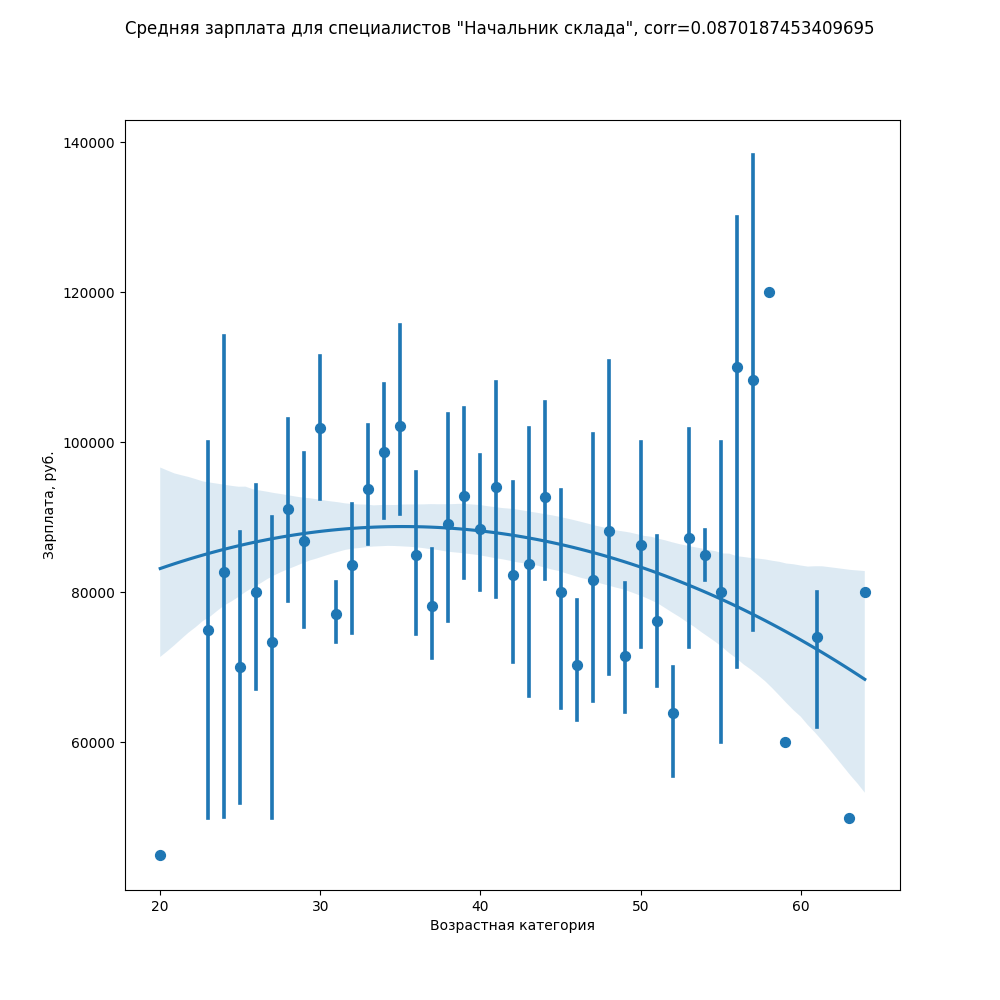 Средняя зарплата для специалистов "Начальник склада", corr=0.0870187453409695
140000
120000
100000
80000
60000
Зарплата, руб.
20 30 40 50 60
Возрастная категория